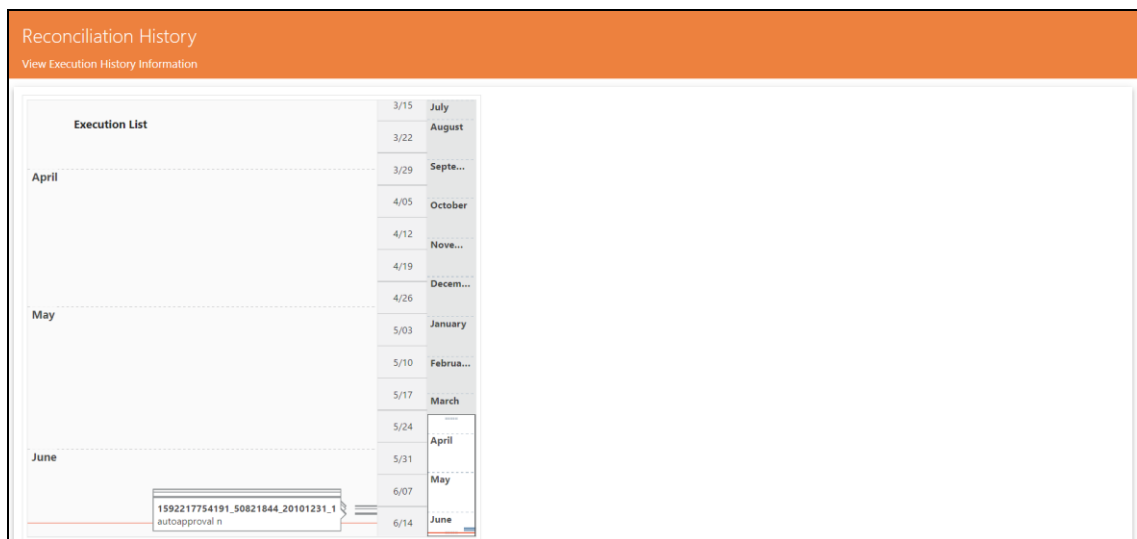 Reconciliation History
View Execution History Information
Execution List
April
May
June
1592217754191_50821844_20101231_1
autoapproval n
3/15
3/22
3/29
4/05
4/12
4/19
4/26
5/03
5/10
5/17
5/24
5/31
6/07
6/14
July
August
Septe...
October
Nove...
Decem...
January
Februa...
March
April
May
June